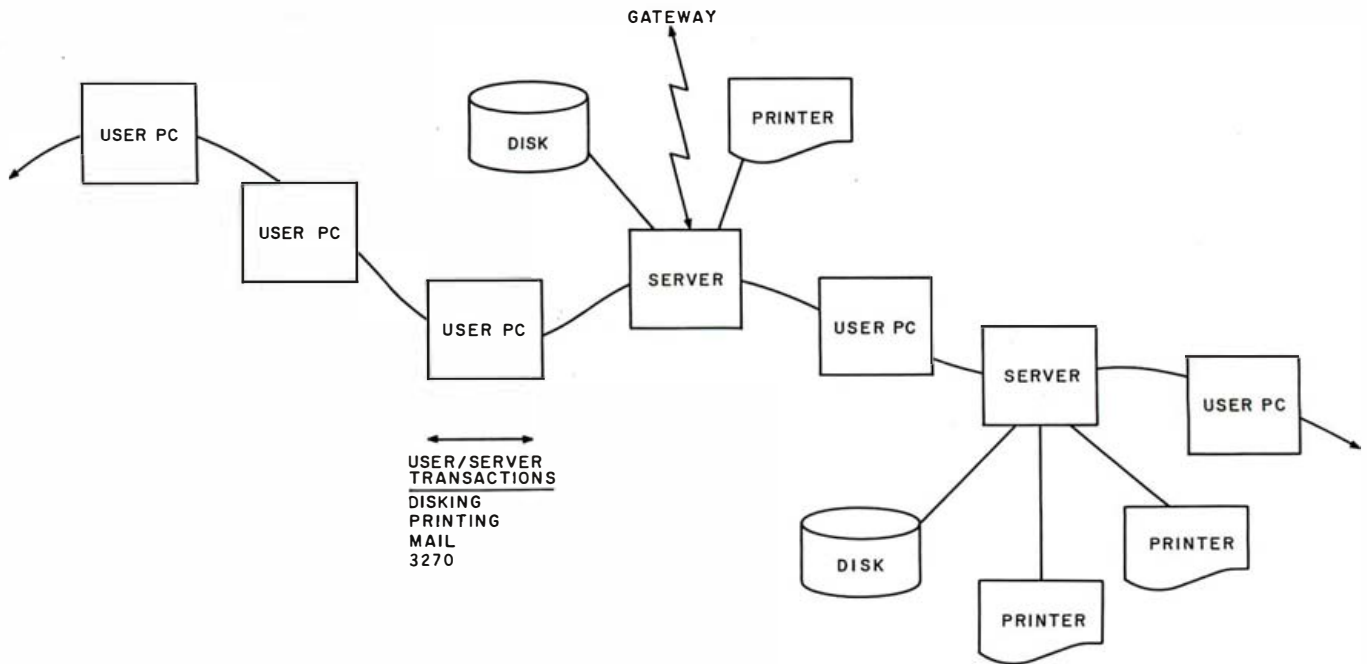 GATEWAY
USER PC
DISK
PRINTER
USER PC
SERVER
USER PC
USER PC
SERVER
USER PC
USER/SERVER
TRANSACTIONS
DISKING
PRINTING
MAIL
3270
DISK
PRINTER
PRINTER